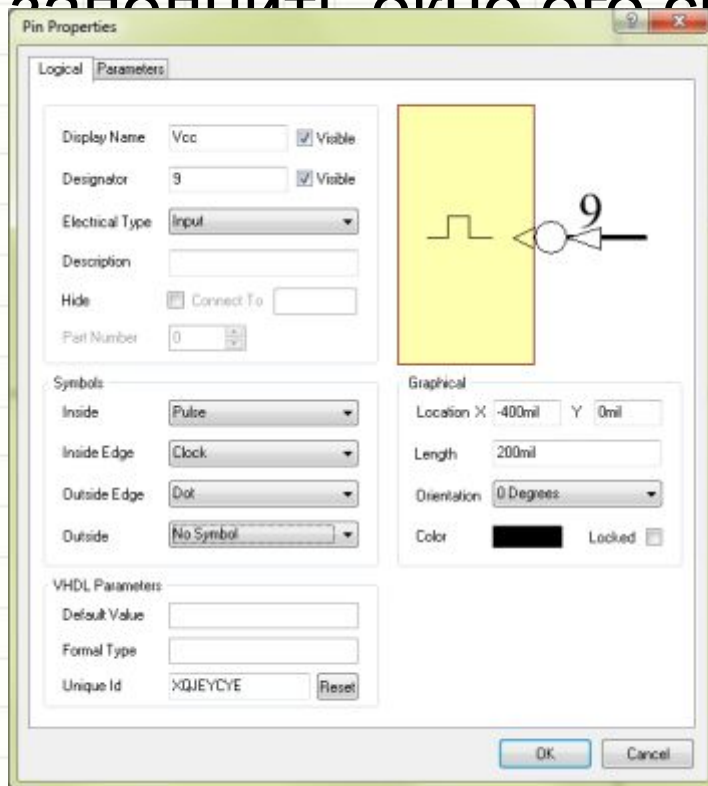 заполнить окно его с
Pin Properties
Logical Parameters
Display Name Vcc Visible
Designator 9 Visible
Electrical Type Input
Description
Hide Connect To
Part Number 0
9
Symbols
Inside Pulse
Inside Edge Clock
Outside Edge Dot
Outside No Symbol
Graphical
Location X -400mil Y 0mil
Length 200mil
Orientation 0 Degrees
Color Locked
VHDL Parameters
Default Value
Formal Type
Unique Id XQJEYCYE Reset
OK Cancel